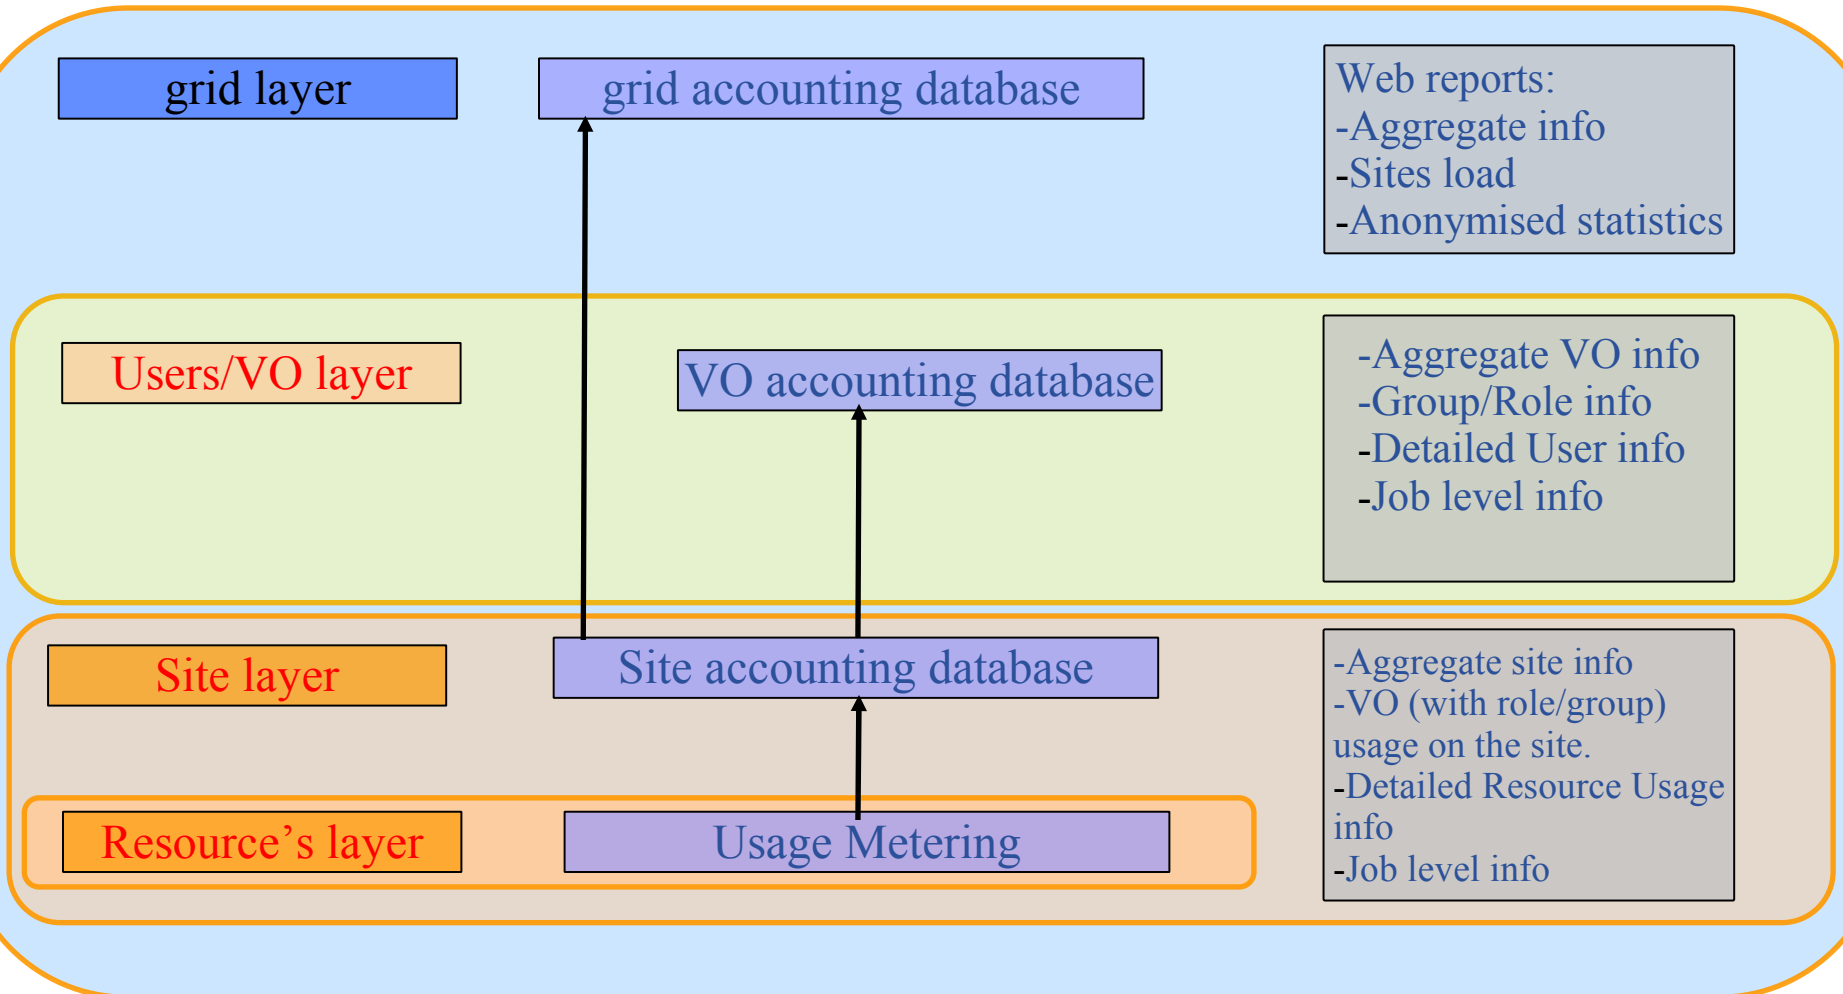 grid layer
grid accounting database
Web reports:
-Aggregate info
-Sites load
-Anonymised statistics
Users/VO layer
VO accounting database
-Aggregate VO info
-Group/Role info
-Detailed User info
-Job level info
Site layer
Site accounting database
-Aggregate site info
-VO (with role/group)
usage on the site.
-Detailed Resource Usage
info
-Job level info
Resource’s layer
Usage Metering